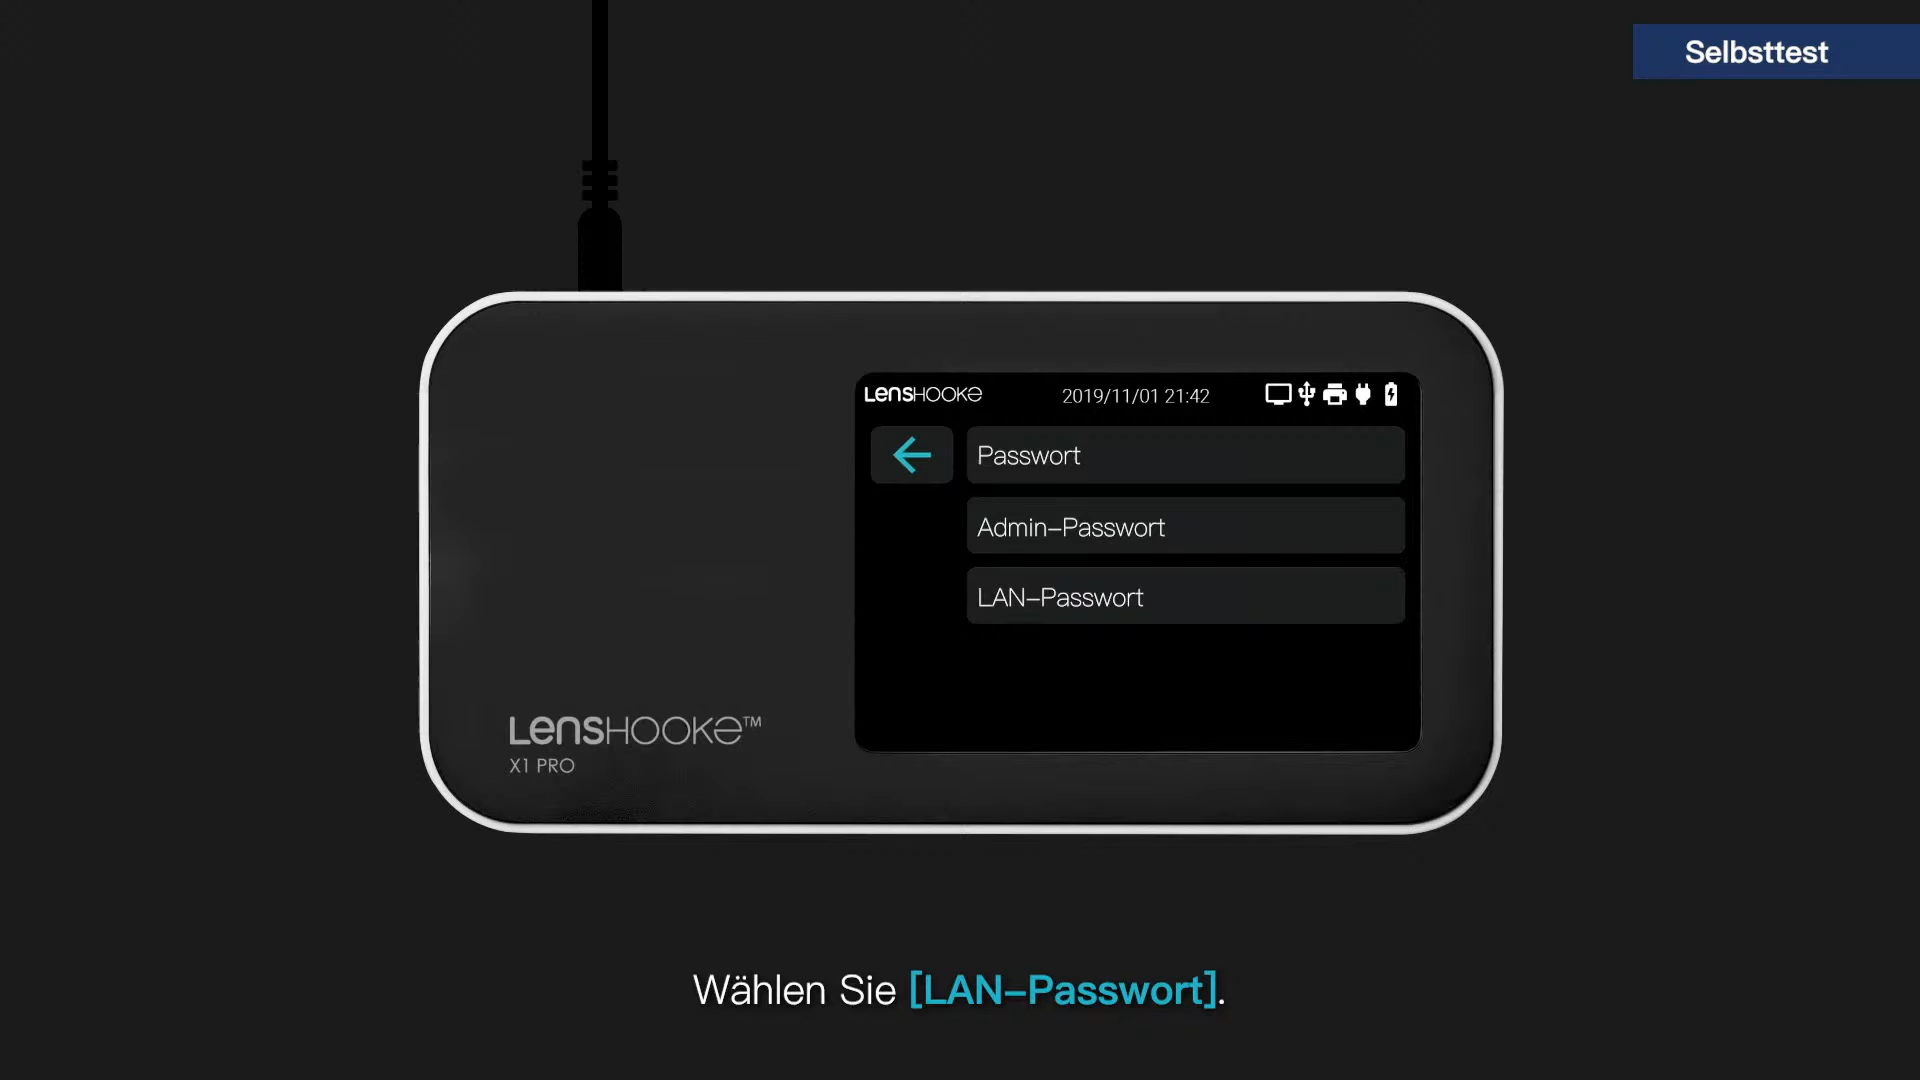 Selbsttest
LENSHOOKE
2019/11/01 21:42
Passwort
Admin–Passwort
LAN–Passwort
LENSHOOKE™
X1 PRO
Wählen Sie [LAN–Passwort].